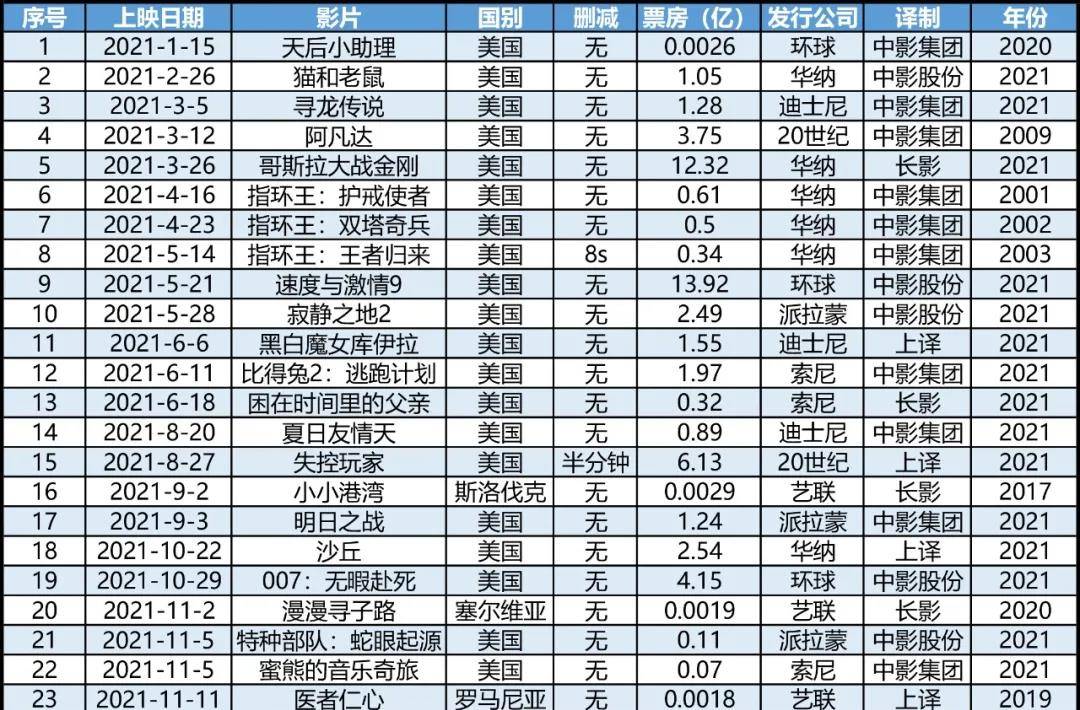 序号 上映日期 影片 国别 删减 票房（亿） 发行公司 译制 年份
1 2021-1-15 天后小助理 美国 无 0.0026 环球 中影集团 2020
2 2021-2-26 猫和老鼠 美国 无 1.05 华纳 中影股份 2021
3 2021-3-5 寻龙传说 美国 无 1.28 迪士尼 中影集团 2021
4 2021-3-12 阿凡达 美国 无 3.75 20世纪 中影集团 2009
5 2021-3-26 哥斯拉大战金刚 美国 无 12.32 华纳 长影 2021
6 2021-4-16 指环王：护戒使者 美国 无 0.61 华纳 中影集团 2001
7 2021-4-23 指环王：双塔奇兵 美国 无 0.5 华纳 中影集团 2002
8 2021-5-14 指环王：王者归来 美国 8s 0.34 华纳 中影集团 2003
9 2021-5-21 速度与激情9 美国 无 13.92 环球 中影股份 2021
10 2021-5-28 寂静之地2 美国 无 2.49 派拉蒙 中影股份 2021
11 2021-6-6 黑白魔女库伊拉 美国 无 1.55 迪士尼 上译 2021
12 2021-6-11 比得兔2：逃跑计划 美国 无 1.97 索尼 中影集团 2021
13 2021-6-18 困在时间里的父亲 美国 无 0.32 索尼 长影 2021
14 2021-8-20 夏日友情天 美国 无 0.89 迪士尼 中影集团 2021
15 2021-8-27 失控玩家 美国 半分钟 6.13 20世纪 上译 2021
16 2021-9-2 小小港湾 斯洛伐克 无 0.0029 艺联 长影 2017
17 2021-9-3 明日之战 美国 无 1.24 派拉蒙 中影集团 2021
18 2021-10-22 沙丘 美国 无 2.54 华纳 上译 2021
19 2021-10-29 007：无暇赴死 美国 无 4.15 环球 中影股份 2021
20 2021-11-2 漫漫寻子路 塞尔维亚 无 0.0019 艺联 长影 2020
21 2021-11-5 特种部队：蛇眼起源 美国 无 0.11 派拉蒙 中影股份 2021
22 2021-11-5 蜜熊的音乐奇旅 美国 无 0.07 索尼 中影集团 2021
23 2021-11-11 医者仁心 罗马尼亚 无 0.0018 艺联 上译 2019